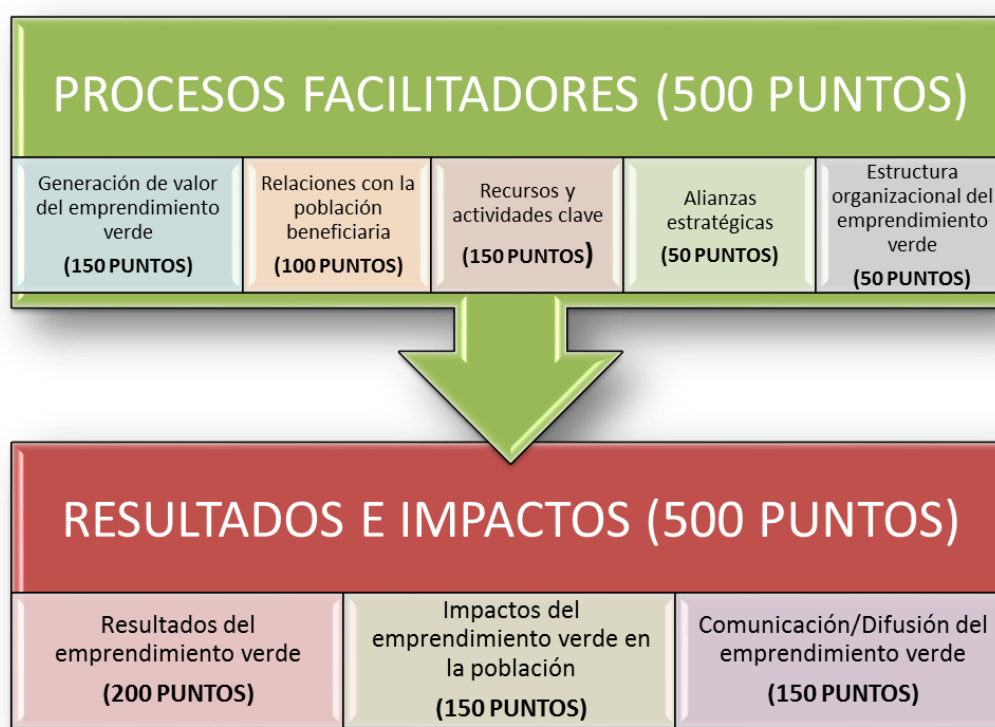 PROCESOS FACILITADORES (500 PUNTOS)
Generación de valor
del emprendimiento
verde
(150 PUNTOS)
Relaciones con la
población
beneficiaria
(100 PUNTOS)
Recursos y
actividades clave
(150 PUNTOS)
Alianzas
estratégicas
(50 PUNTOS)
Estructura
organizacional del
emprendimiento
verde
(50 PUNTOS)
RESULTADOS E IMPACTOS (500 PUNTOS)
Resultados del
emprendimiento verde
(200 PUNTOS)
Impactos del
emprendimiento verde en
la población
(150 PUNTOS)
Comunicación/Difusión del
emprendimiento verde
(150 PUNTOS)